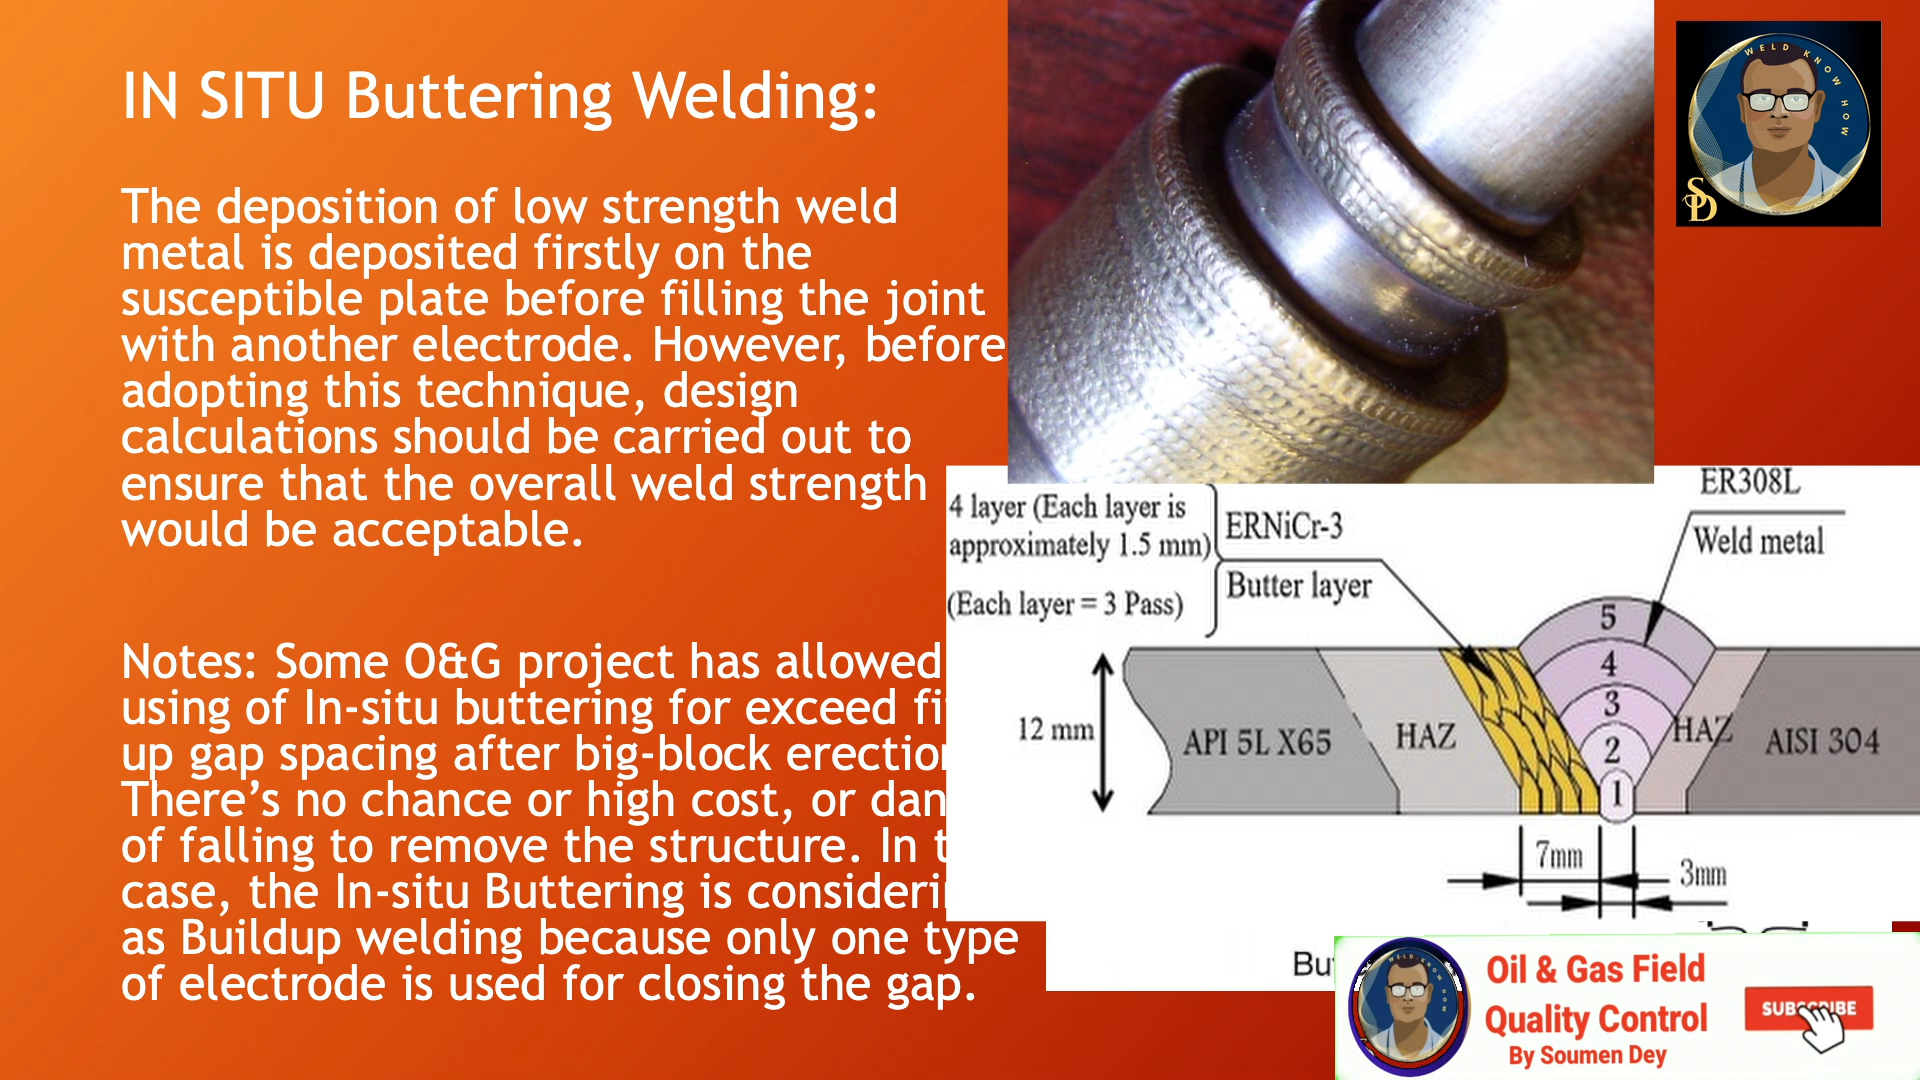 IN SITU Buttering Welding:
The deposition of low strength weld
metal is deposited firstly on the
susceptible plate before filling the joint
with another electrode. However, before
adopting this technique, design
calculations should be carried out to
ensure that the overall weld strength
would be acceptable.
Notes: Some O&G project has allowed
using of In-situ buttering for exceed
up gap spacing after big-block
There’s no chance or high cost, or
of falling to remove the structure. In
case, the In-situ Buttering is
as Buildup welding because only one type
of electrode is used for closing the gap.
WELD KNOW HOW
SD
4 layer (Each layer is
approximately 1.5 mm)
(Each layer = 3 Pass)
ERNiCr-3
Butter layer
ER308L
Weld metal
5
4
3
2
1
12 mm
API 5L X65
HAZ
HAZ
AISI 304
7mm
3mm
Oil & Gas Field
Quality Control
By Soumen Dey
SUBSCRIBE